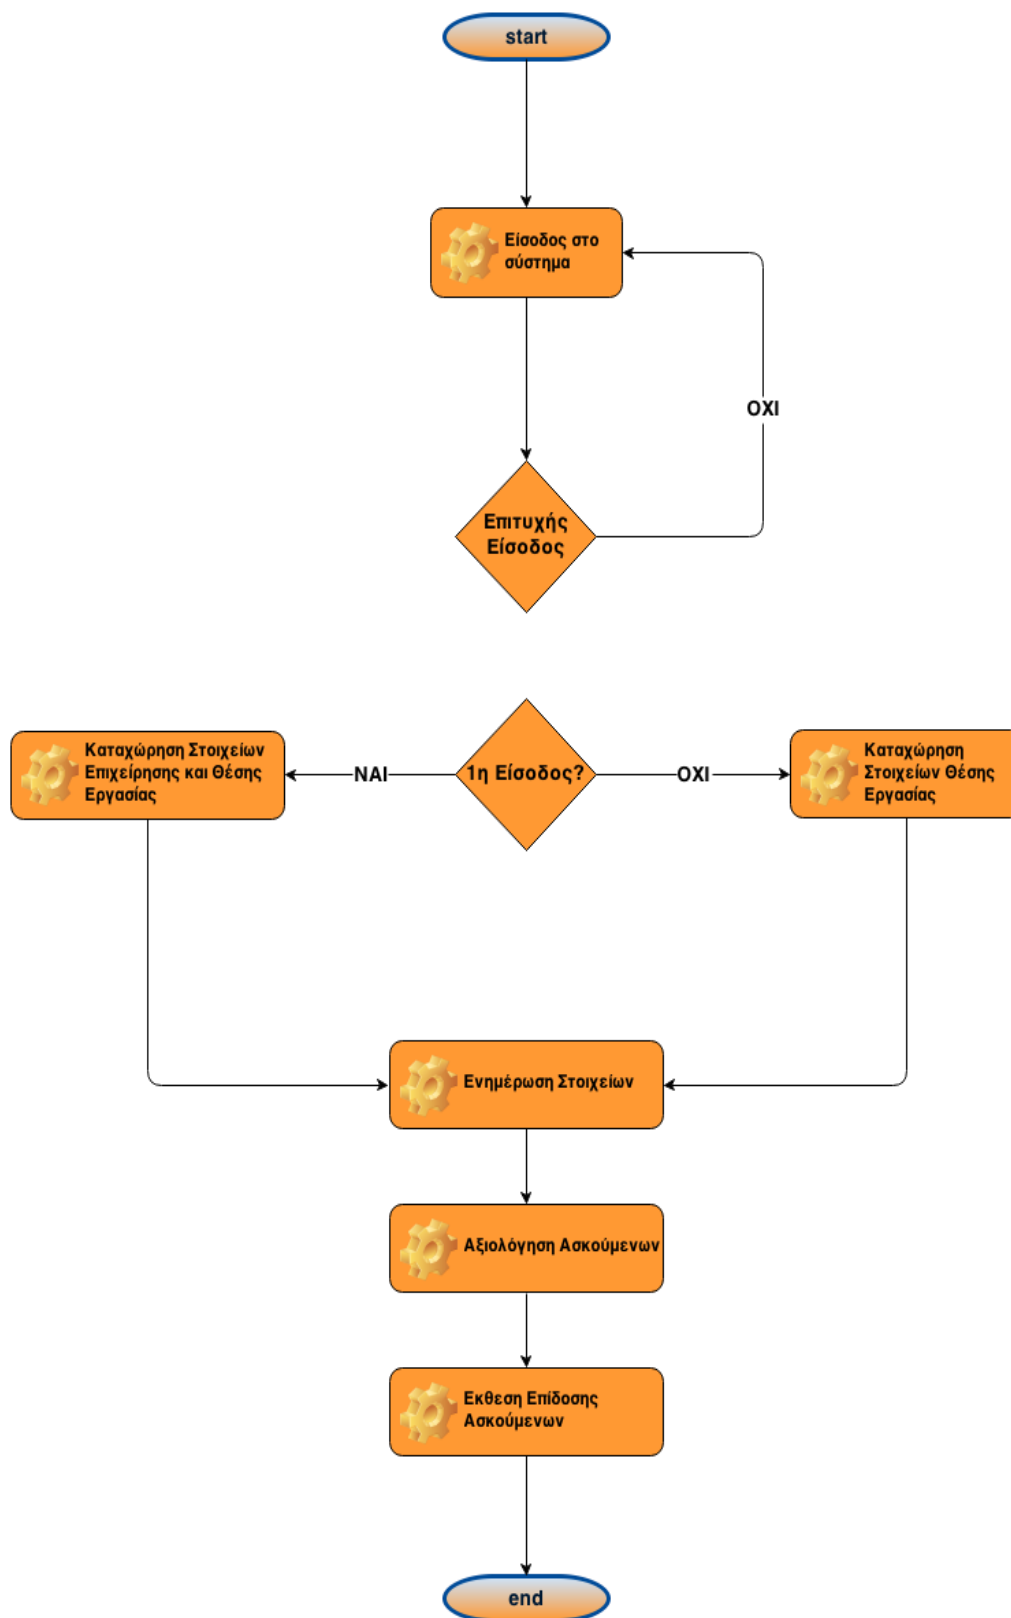 start
Είσοδος στο
σύστημα
ΟΧΙ
Επιτυχής
Είσοδος
Καταχώρηση Στοιχείων
Επιχείρησης και Θέσης
Εργασίας
ΝΑΙ
1η Είσοδος?
ΟΧΙ
Καταχώρηση
Στοιχείων Θέσης
Εργασίας
Ενημέρωση Στοιχείων
Αξιολόγηση Ασκούμενων
Εκθεση Επίδοσης
Ασκούμενων
end